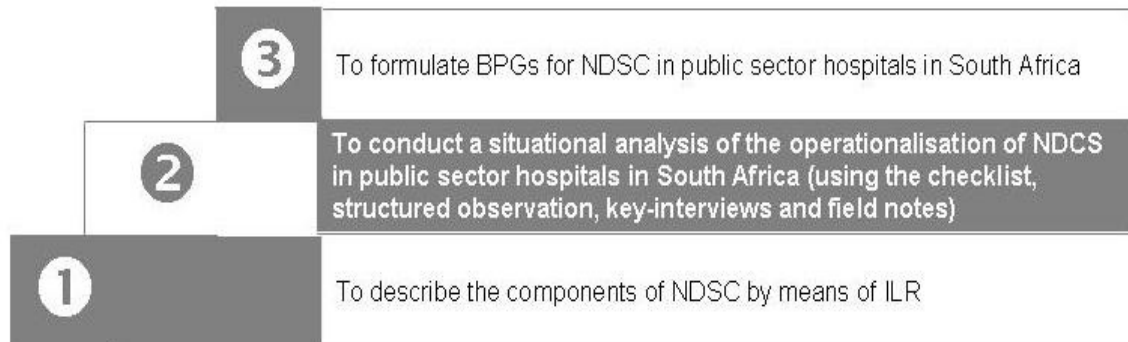 3
To formulate BPGs for NDSC in public sector hospitals in South Africa
2
To conduct a situational analysis of the operationalisation of NDCS
in public sector hospitals in South Africa (using the checklist,
structured observation, key-interviews and field notes)
1
To describe the components of NDSC by means of ILR